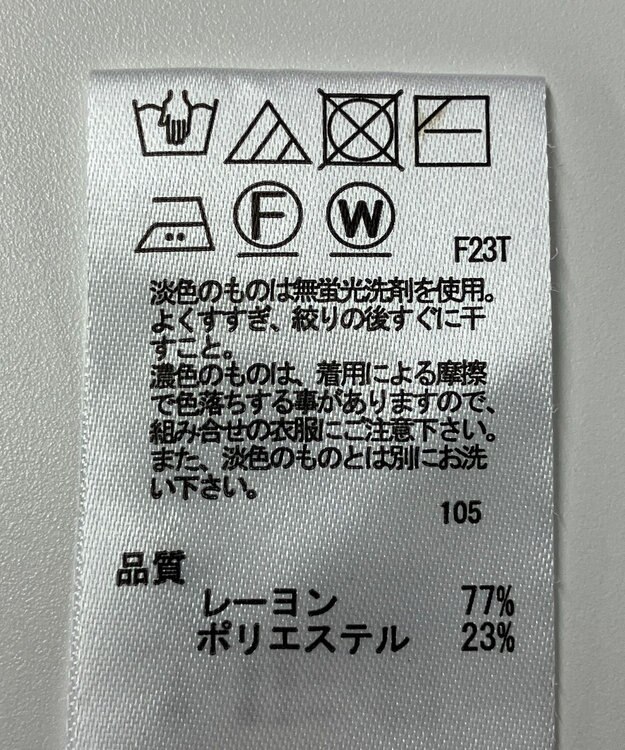 F
W
F23T
淡色のものは無蛍光洗剤を使用。
よくすすぎ、絞りの後すぐに干
すこと。
濃色のものは、着用による摩擦
で色落ちする事がありますので、
組み合せの衣服にご注意下さい。
また、淡色のものとは別にお洗
い下さい。
105
品質
レーヨン 77%
ポリエステル 23%